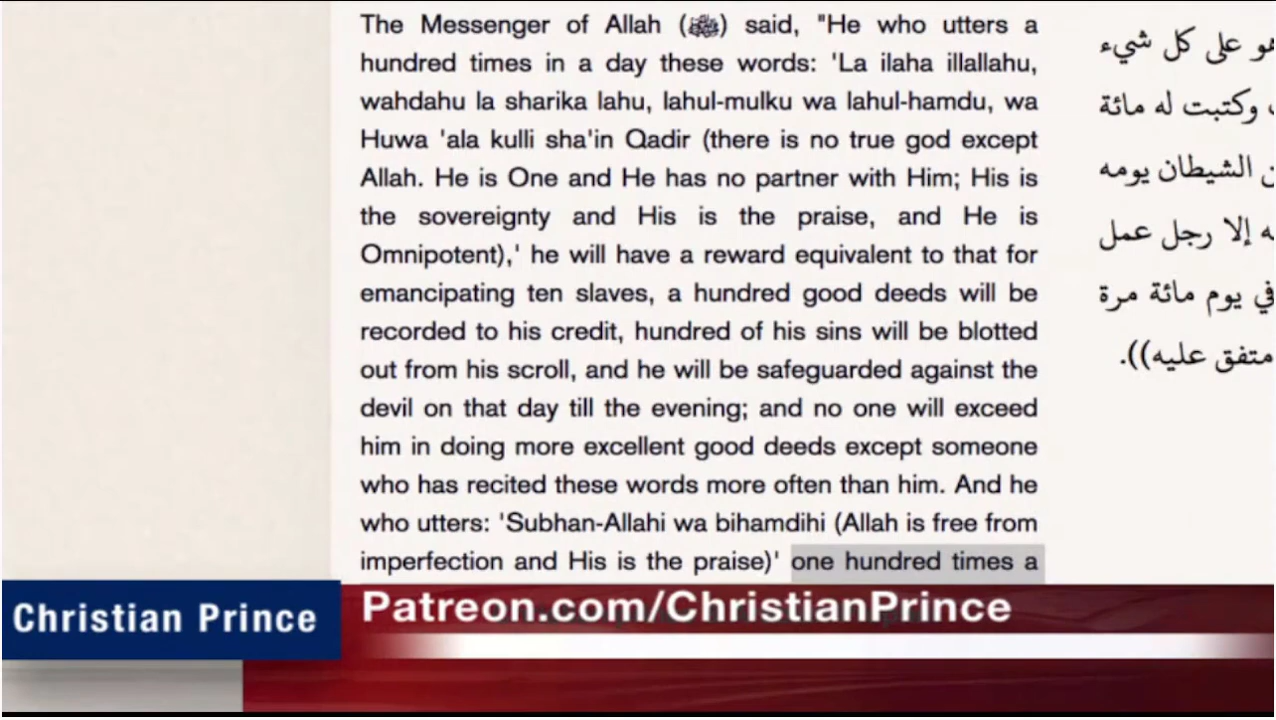 The Messenger of Allah (ﷺ) said, "He who utters a
hundred times in a day these words: 'La ilaha illallahu,
wahdahu la sharika lahu, lahul-mulku wa lahul-hamdu, wa
Huwa 'ala kulli sha'in Qadir (there is no true god except
Allah. He is One and He has no partner with Him; His is
the sovereignty and His is the praise, and He is
Omnipotent),' he will have a reward equivalent to that for
emancipating ten slaves, a hundred good deeds will be
recorded to his credit, hundred of his sins will be blotted
out from his scroll, and he will be safeguarded against the
devil on that day till the evening; and no one will exceed
him in doing more excellent good deeds except someone
who has recited these words more often than him. And he
who utters: 'Subhan-Allahi wa bihamdihi (Allah is free from
imperfection and His is the praise)' one hundred times a
هو على كل شيء
وكتبت له مائة
الشيطان يومه
إلا رجل عمل
في يوم مائة مرة
متفق عليه)).
Christian Prince
Patreon.com/ChristianPrince